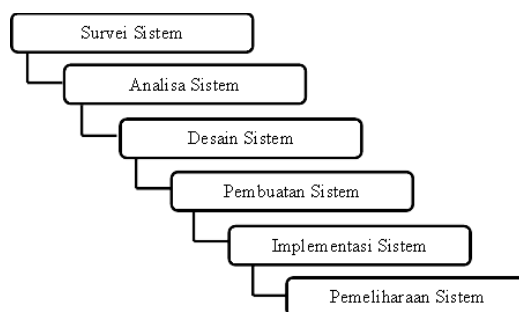 Survei Sistem
Analisa Sistem
Desain Sistem
Pembuatan Sistem
Implementasi Sistem
Pemeliharaan Sistem